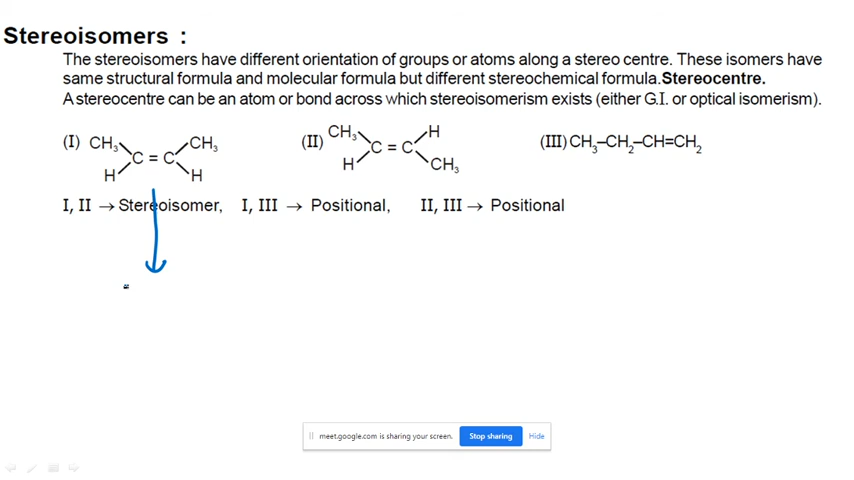 Stereoisomers :
The stereoisomers have different orientation of groups or atoms along a stereo centre. These isomers have
same structural formula and molecular formula but different stereochemical formula.Stereocentre.
A stereocentre can be an atom or bond across which stereoisomerism exists (either G.I. or optical isomerism).
(I) CH₃ CH₃ C = C H H
(II) CH₃ H C = C H CH₃
(III) CH₃–CH₂–CH=CH₂
I, II → Stereoisomer, I, III → Positional, II, III → Positional
meet.google.com is sharing your screen. Stop sharing Hide